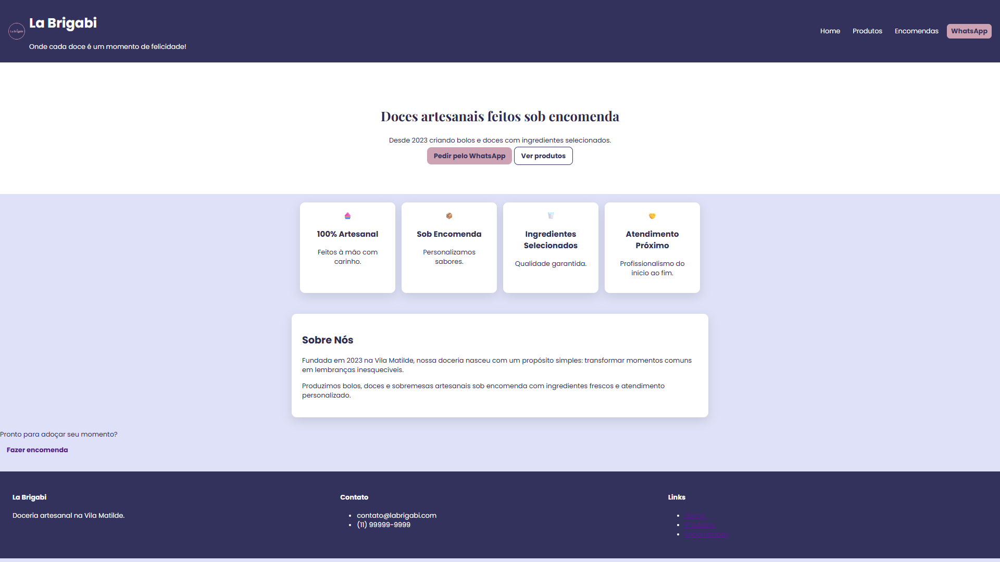 La Brigabi
La Brigabi
Onde cada doce é um momento de felicidade!
Home
Produtos
Encomendas
WhatsApp
Doces artesanais feitos sob encomenda
Desde 2023 criando bolos e doces com ingredientes selecionados.
Pedir pelo WhatsApp
Ver produtos
100% Artesanal
Feitos à mão com
carinho.
Sob Encomenda
Personalizamos
sabores.
Ingredientes
Selecionados
Qualidade garantida.
Atendimento
Próximo
Profissionalismo do
início ao fim.
Sobre Nós
Fundada em 2023 na Vila Matilde, nossa doceria nasceu com um propósito simples: transformar momentos comuns
em lembranças inesquecíveis.
Produzimos bolos, doces e sobremesas artesanais sob encomenda com ingredientes frescos e atendimento
personalizado.
Pronto para adoçar seu momento?
Fazer encomenda
La Brigabi
Doceria artesanal na Vila Matilde.
Contato
contato@labrigabi.com
(11) 99999-9999
Links
Home
Produtos
Encomendas